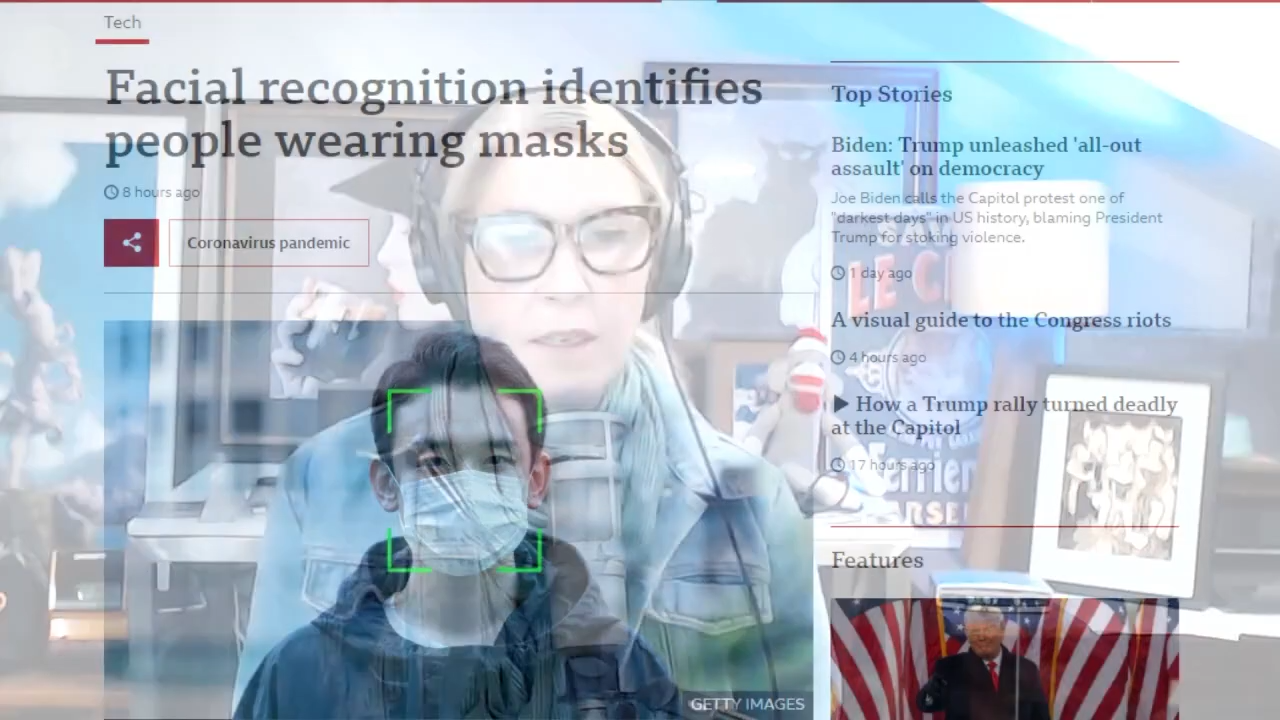 Tech
Facial recognition identifies
people wearing masks
8 hours ago
Coronavirus pandemic
GETTY IMAGES
Top Stories
Biden: Trump unleashed 'all-out
assault' on democracy
Joe Biden calls the Capitol protest one of
"darkest days" in US history, blaming President
Trump for stoking violence.
1 day ago
A visual guide to the Congress riots
4 hours ago
How a Trump rally turned deadly
at the Capitol
17 hours ago
Features
LE C